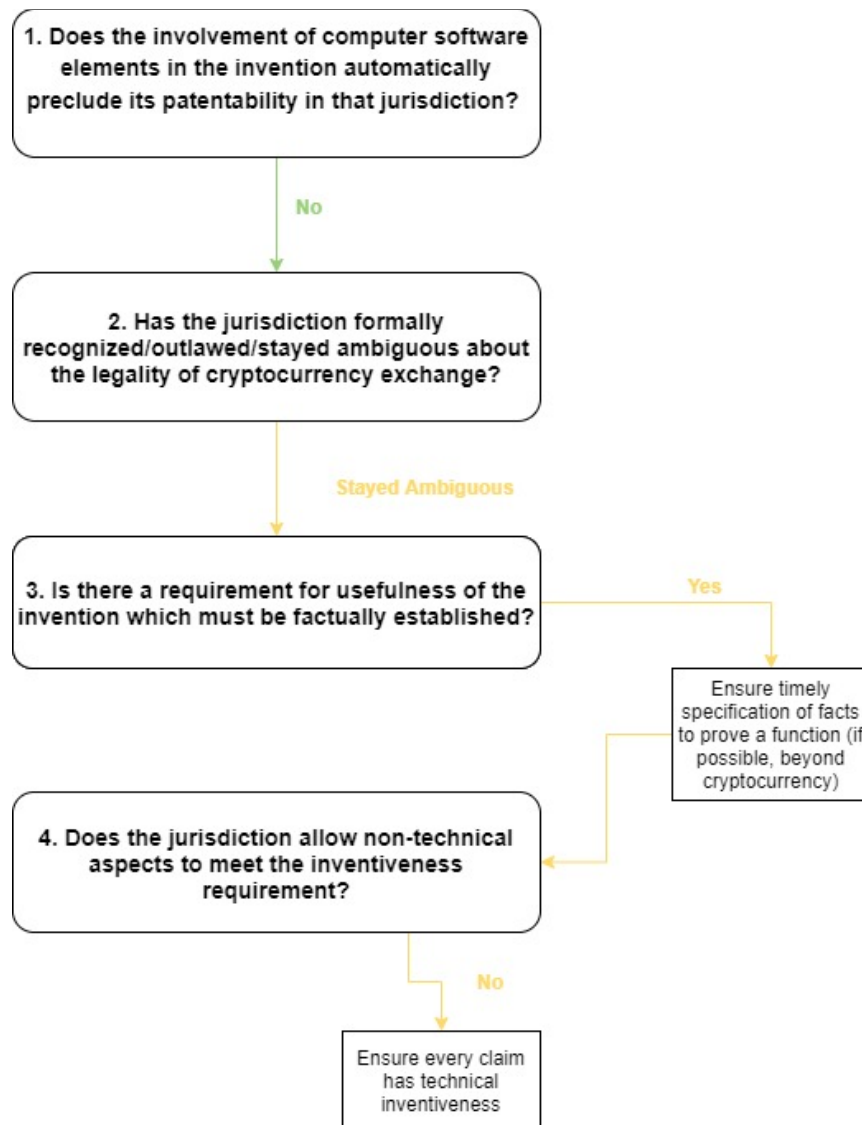 1. Does the involvement of computer software
elements in the invention automatically
preclude its patentability in that jurisdiction?
No
2. Has the jurisdiction formally
recognized/outlawed/stayed ambiguous about
the legality of cryptocurrency exchange?
Stayed Ambiguous
3. Is there a requirement for usefulness of the
invention which must be factually established?
Yes
Ensure timely
specification of facts
to prove a function (if
possible, beyond
cryptocurrency)
4. Does the jurisdiction allow non-technical
aspects to meet the inventiveness
requirement?
No
Ensure every claim
has technical
inventiveness